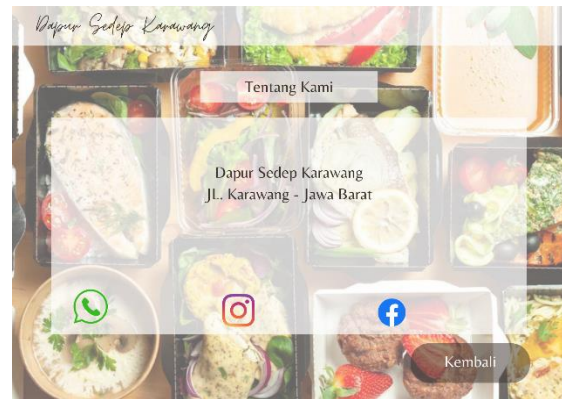 Dapur Sedep Karawang
Tentang Kami
Dapur Sedep Karawang
JL. Karawang - Jawa Barat
Kembali